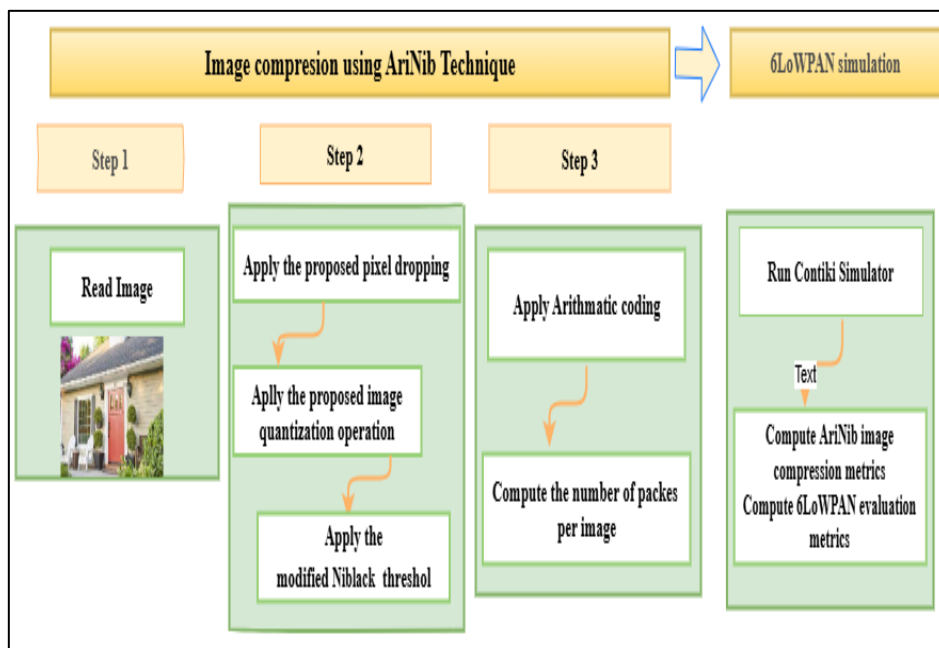 Image compresion using AriNib Technique
6LoWPAN simulation
Step 1
Step 2
Step 3
Read Image
Apply the proposed pixel dropping
Aplly the proposed image
quantization operation
Apply the
modified Niblack threshol
Apply Arithmatic coding
Compute the number of packes
per image
Run Contiki Simulator
Text
Compute AriNib image
compression metrics
Compute 6LoWPAN evaluation
metrics